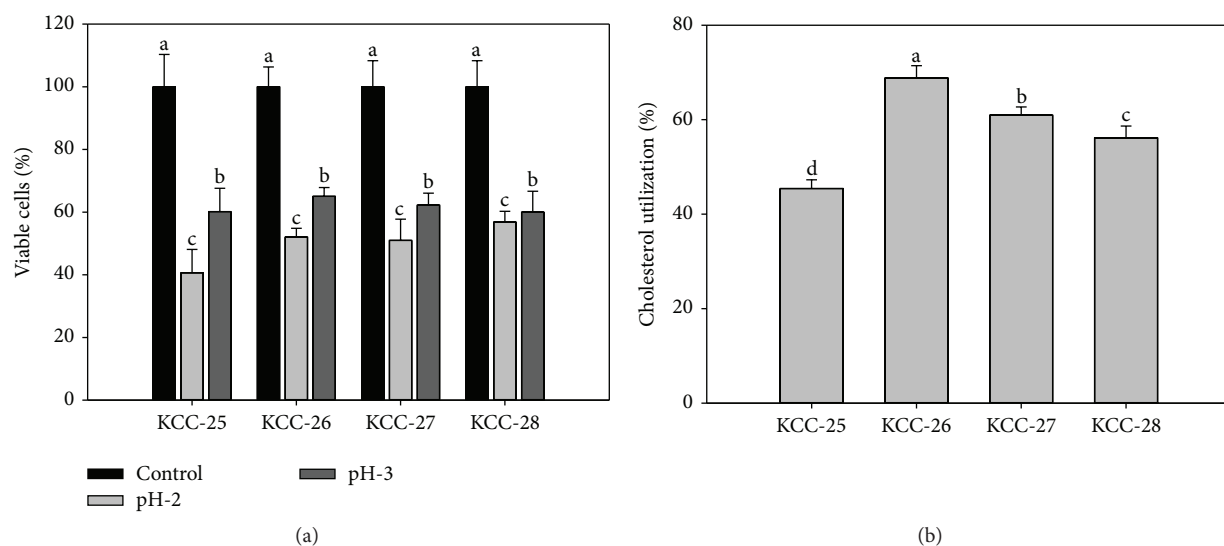 Viable cells (%)
120
100
80
60
40
20
0
a
c
b
a
c
b
a
c
b
a
c
b
KCC-25 KCC-26 KCC-27 KCC-28
Control
pH-2
pH-3
(a)
Cholesterol utilization (%)
80
60
40
20
0
d
a
b
c
KCC-25 KCC-26 KCC-27 KCC-28
(b)